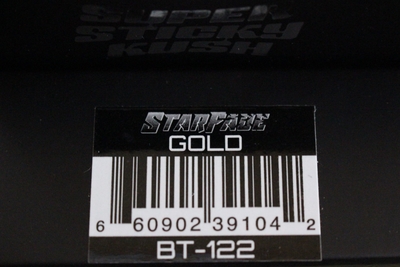 SUPER
STICKY
KUSH
STARFADE
GOLD
6 60902 39104 2
BT-122